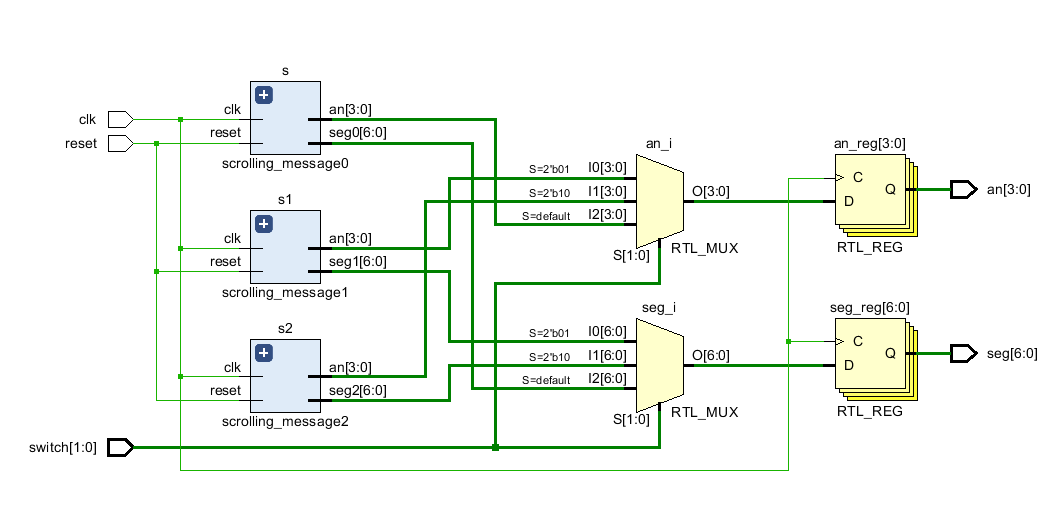 s
clk
reset
an[3:0]
seg0[6:0]
scrolling_message0
clk
reset
s1
clk
reset
an[3:0]
seg1[6:0]
scrolling_message1
s2
clk
reset
an[3:0]
seg2[6:0]
scrolling_message2
switch[1:0]
an_i
S=2'b01
I0[3:0]
S=2'b10
I1[3:0]
S=default
I2[3:0]
O[3:0]
S[1:0]
RTL_MUX
seg_i
S=2'b01
I0[6:0]
S=2'b10
I1[6:0]
S=default
I2[6:0]
O[6:0]
S[1:0]
RTL_MUX
an_reg[3:0]
C
D
Q
RTL_REG
an[3:0]
seg_reg[6:0]
C
D
Q
RTL_REG
seg[6:0]